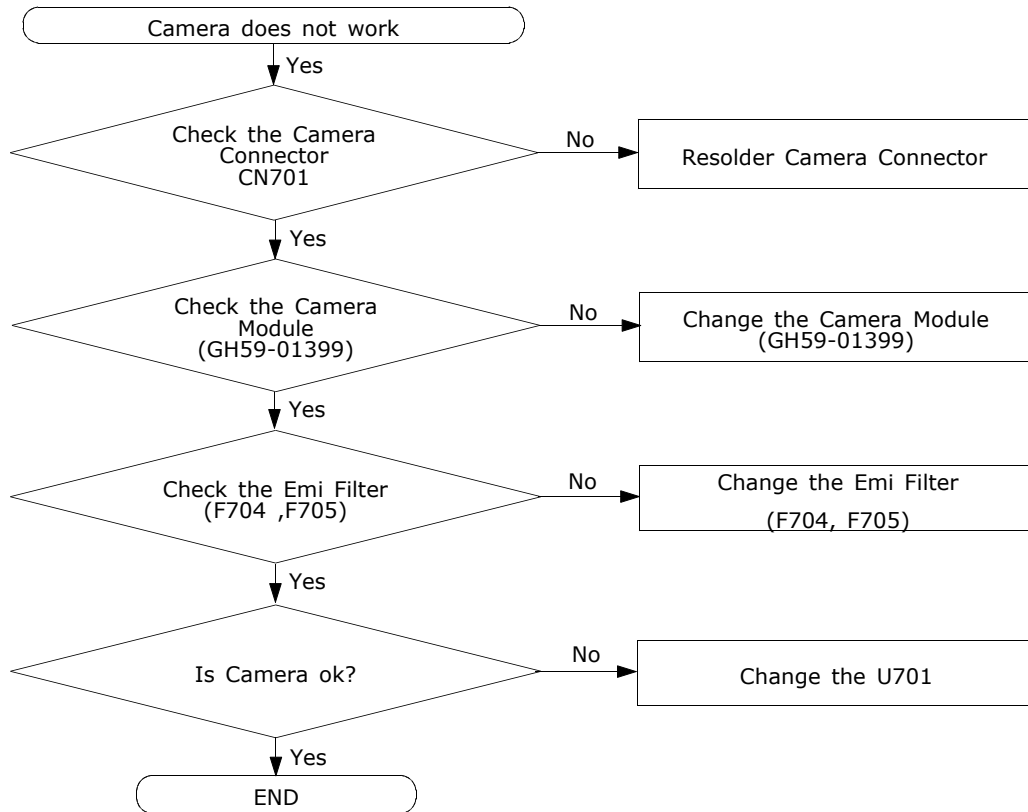 Camera does not work
Yes
Check the Camera
Connector
CN701
No
Resolder Camera Connector
Yes
Check the Camera
Module
(GH59-01399)
No
Change the Camera Module
(GH59-01399)
Yes
Check the Emi Filter
(F704 ,F705)
No
Change the Emi Filter
(F704, F705)
Yes
Is Camera ok?
No
Change the U701
Yes
END